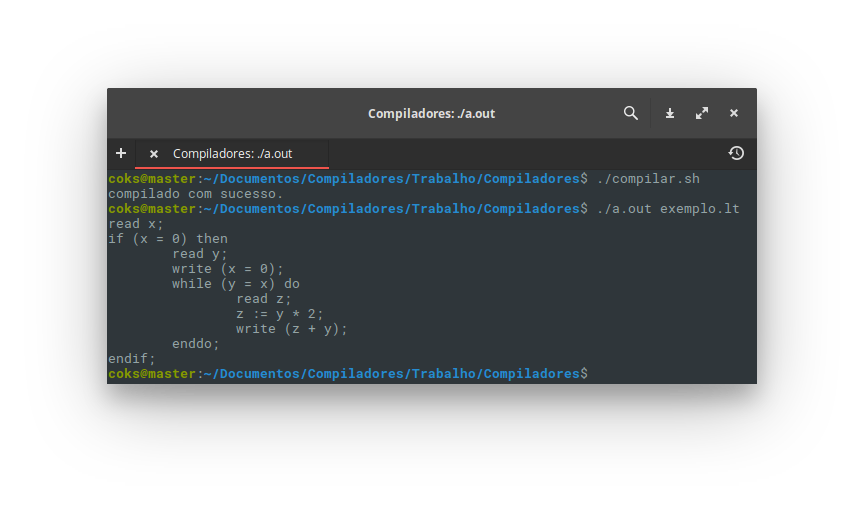 Compiladores: ./a.out
Compiladores: ./a.out
coks@master:~/Documentos/Compiladores/Trabalho/Compiladores$ ./compilar.sh
compilado com sucesso.
coks@master:~/Documentos/Compiladores/Trabalho/Compiladores$ ./a.out exemplo.lt
read x;
if (x = 0) then
        read y;
        write (x = 0);
        while (y = x) do
                read z;
                z := y * 2;
                write (z + y);
        enddo;
endif;
coks@master:~/Documentos/Compiladores/Trabalho/Compiladores$